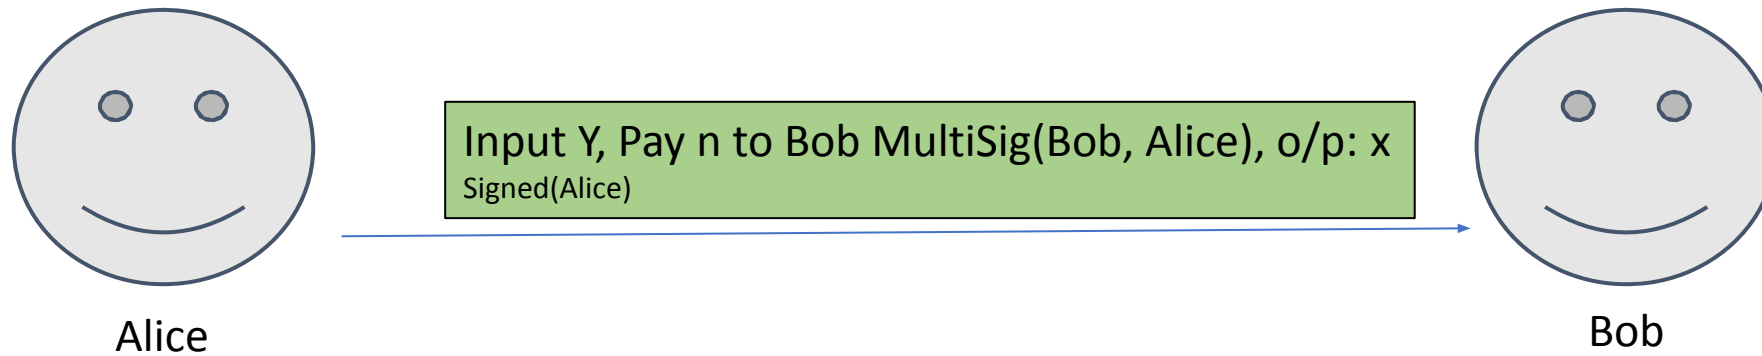 Input Y, Pay n to Bob MultiSig(Bob, Alice), o/p: x
Signed(Alice)
Alice
Bob